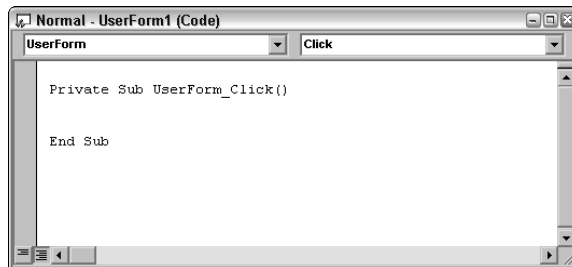 Normal - UserForm1 (Code)
UserForm Click
Private Sub UserForm_Click()
End Sub